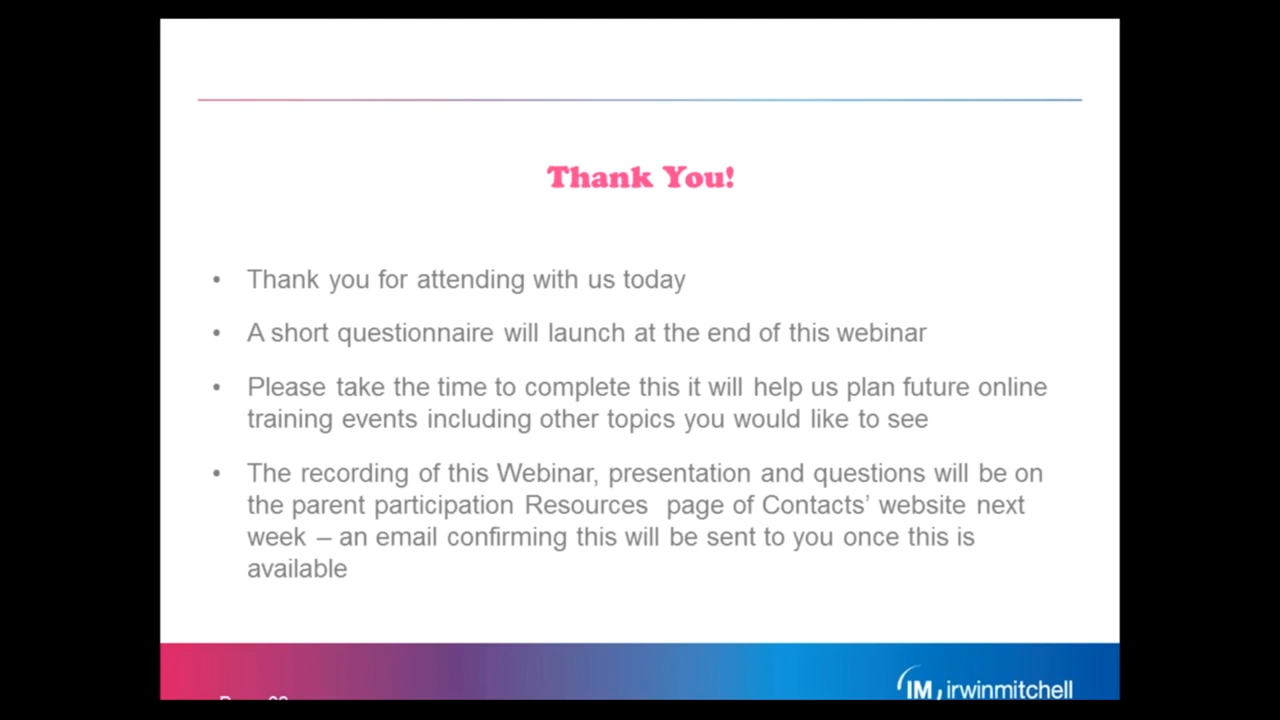 Thank You!
• Thank you for attending with us today
• A short questionnaire will launch at the end of this webinar
• Please take the time to complete this it will help us plan future online
training events including other topics you would like to see
• The recording of this Webinar, presentation and questions will be on
the parent participation Resources page of Contacts’ website next
week – an email confirming this will be sent to you once this is
available
IM irwinmitchell